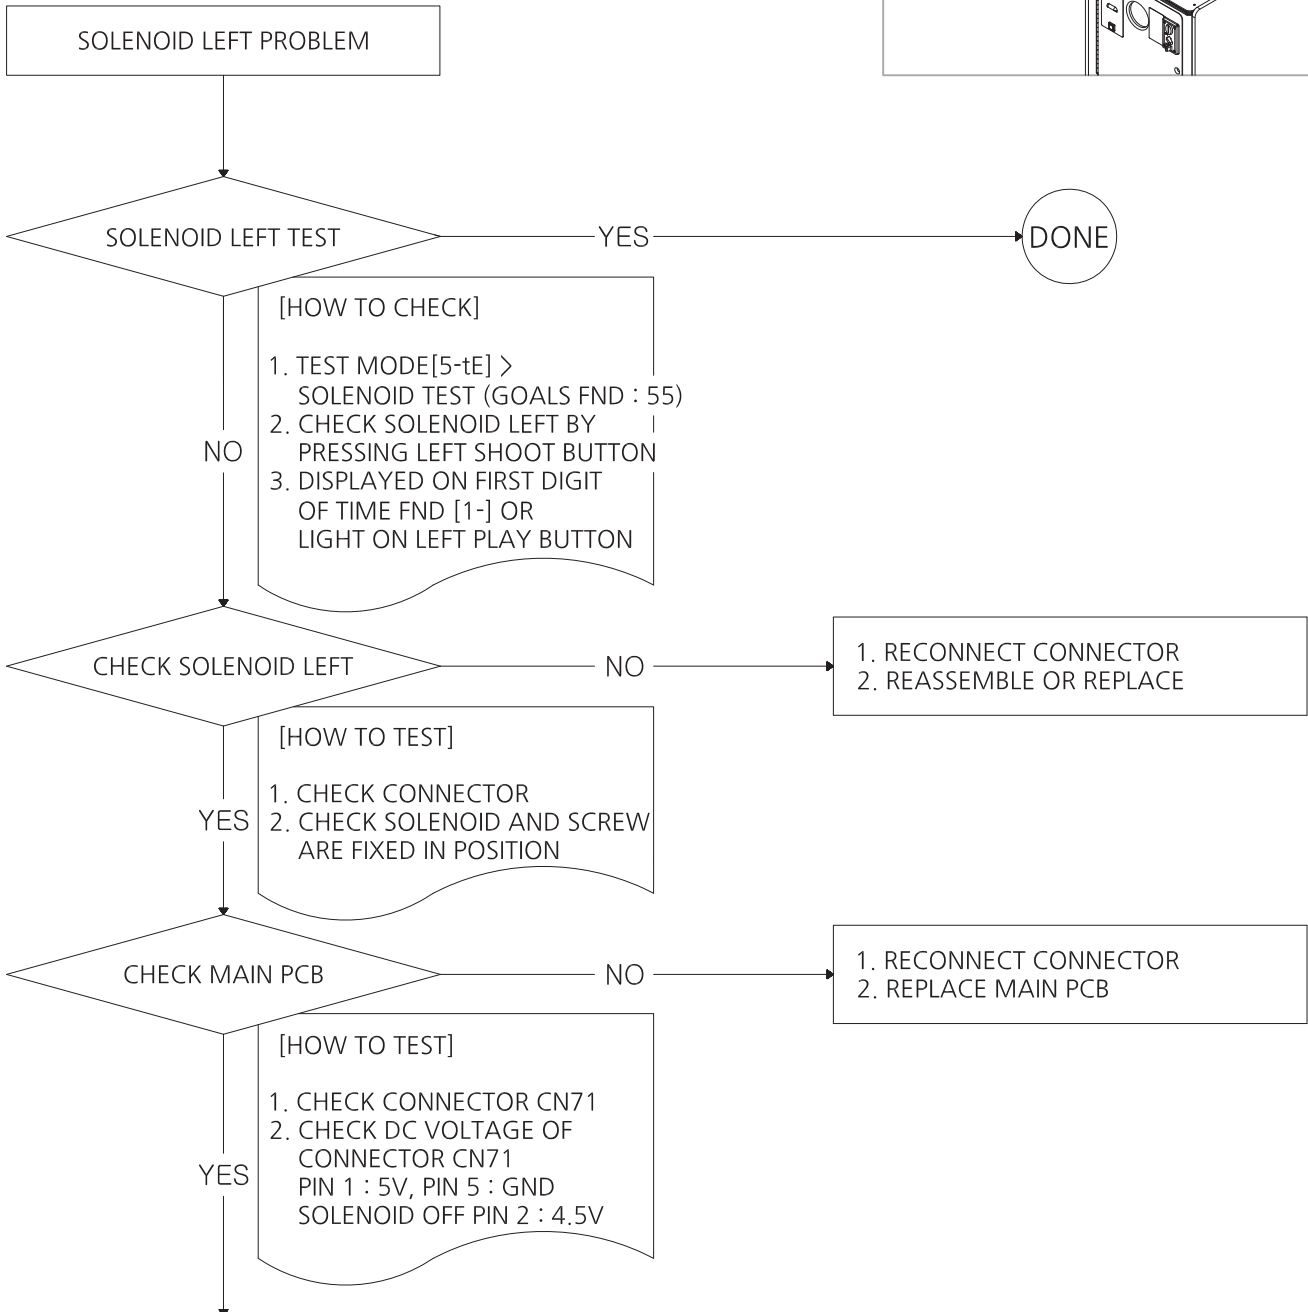 SOLENOID LEFT PROBLEM
SOLENOID LEFT TEST
YES
DONE
[HOW TO CHECK]
1. TEST MODE[5-tE] >
SOLENOID TEST (GOALS FND : 55)
2. CHECK SOLENOID LEFT BY
PRESSING LEFT SHOOT BUTTON
3. DISPLAYED ON FIRST DIGIT
OF TIME FND [1-] OR
LIGHT ON LEFT PLAY BUTTON
NO
CHECK SOLENOID LEFT
NO
1. RECONNECT CONNECTOR
2. REASSEMBLE OR REPLACE
[HOW TO TEST]
1. CHECK CONNECTOR
2. CHECK SOLENOID AND SCREW
ARE FIXED IN POSITION
YES
CHECK MAIN PCB
NO
1. RECONNECT CONNECTOR
2. REPLACE MAIN PCB
[HOW TO TEST]
1. CHECK CONNECTOR CN71
2. CHECK DC VOLTAGE OF
CONNECTOR CN71
PIN 1 : 5V, PIN 5 : GND
SOLENOID OFF PIN 2 : 4.5V
YES